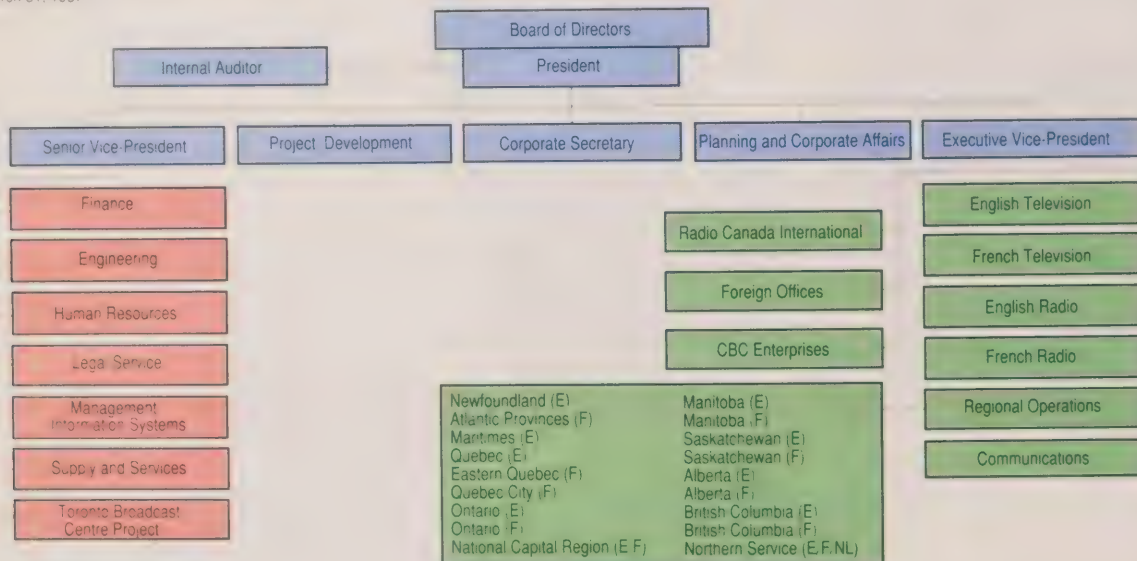 Board of Directors
Internal Auditor
President
Senior Vice-President
Project Development
Corporate Secretary
Planning and Corporate Affairs
Executive Vice-President
Finance
Engineering
Human Resources
Legal Service
Management
Information Systems
Supply and Services
Toronto Broadcast
Centre Project
Radio Canada International
Foreign Offices
CBC Enterprises
Newfoundland (E)
Atlantic Provinces (F)
Maritimes (E)
Quebec (E)
Eastern Quebec (F)
Quebec City (F)
Ontario (E)
Ontario (F)
National Capital Region (E,F)
Manitoba (E)
Manitoba (F)
Saskatchewan (E)
Saskatchewan (F)
Alberta (E)
Alberta (F)
British Columbia (E)
British Columbia (F)
Northern Service (E,F,NL)
English Television
French Television
English Radio
French Radio
Regional Operations
Communications